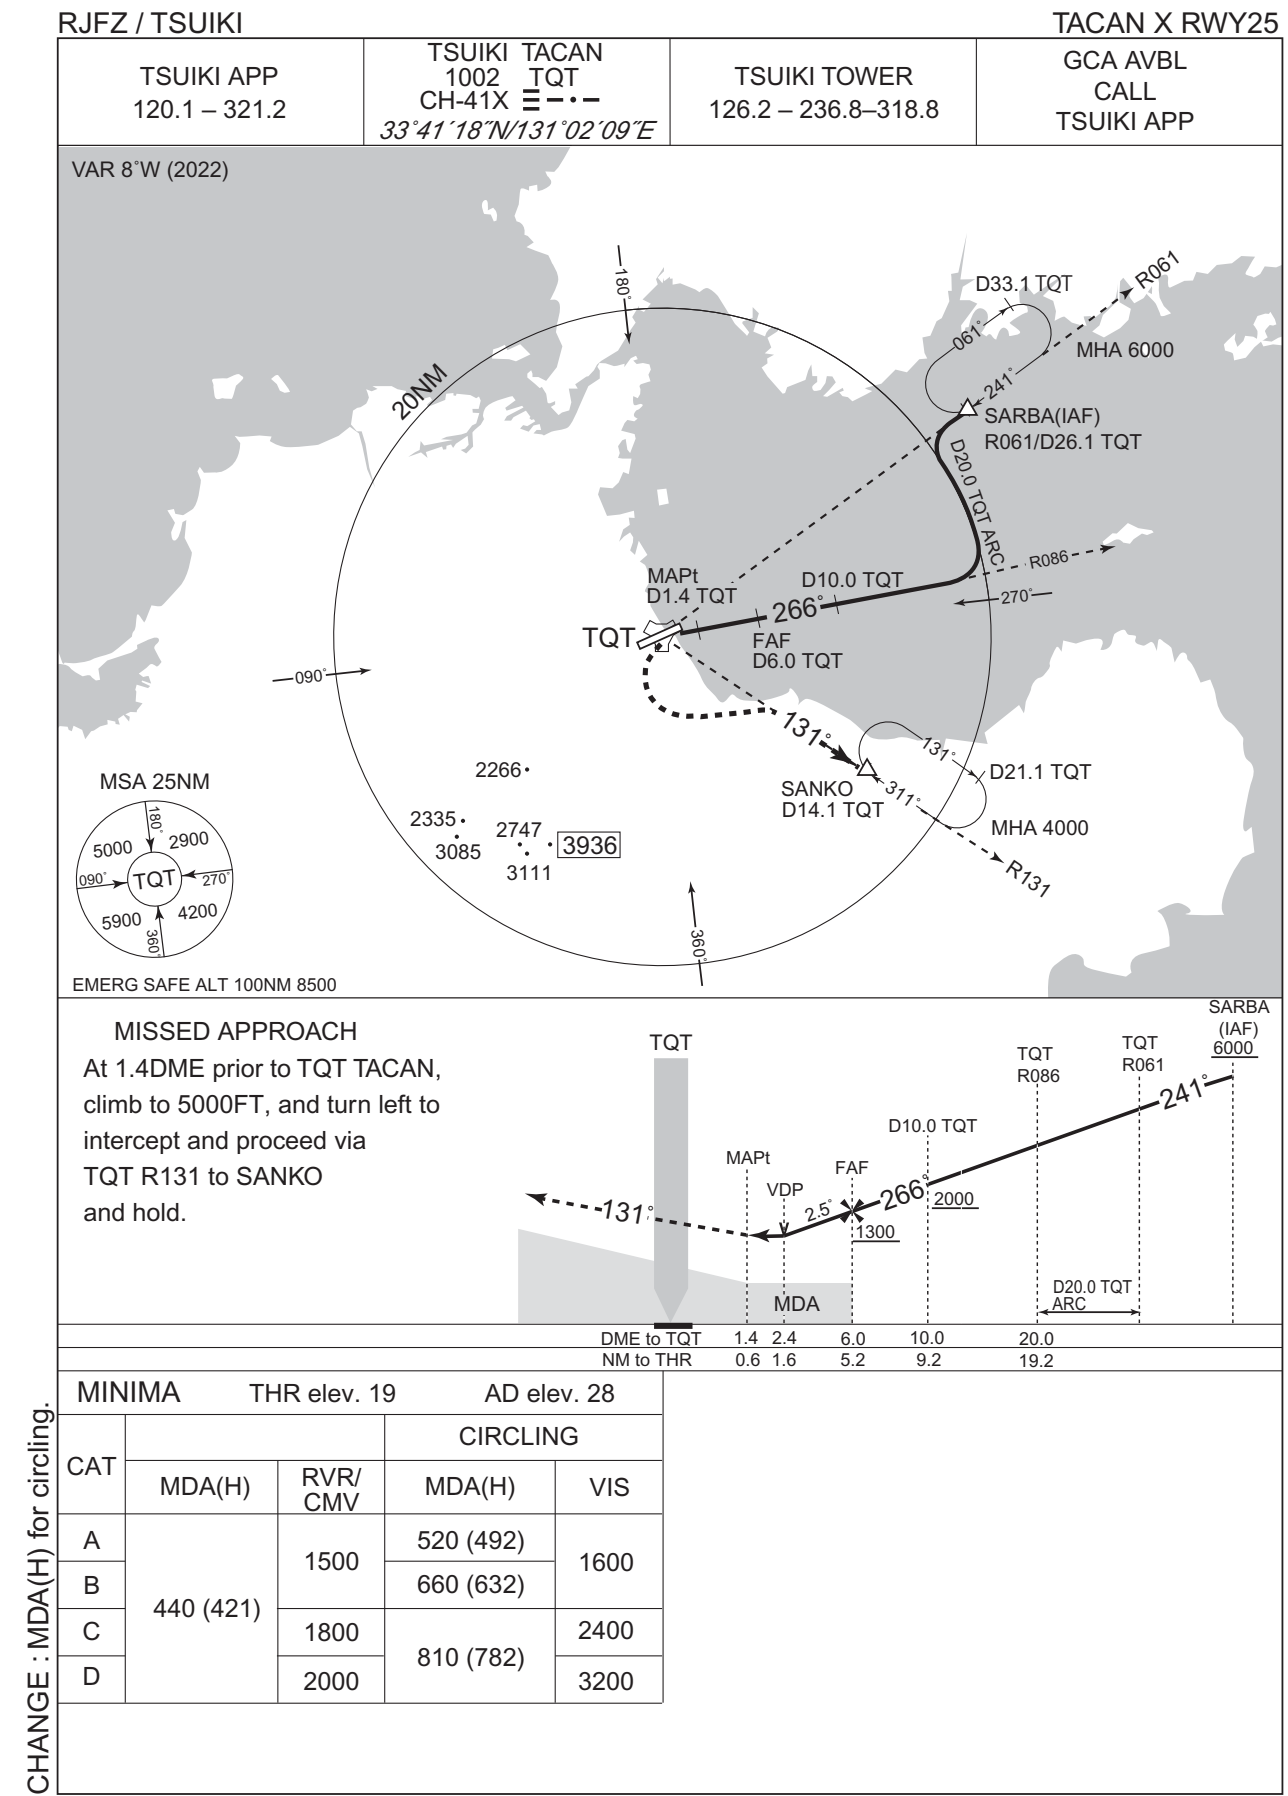 RJFZ / TSUIKI
TACAN X RWY25
TSUIKI APP
120.1 – 321.2
TSUIKI TACAN
1002 TQT
CH-41X
33˚41´18˝N/131˚02´09˝E
TSUIKI TOWER
126.2 – 236.8–318.8
GCA AVBL
CALL
TSUIKI APP
VAR 8˚W (2022)
180˚
20NM
D33.1 TQT
R061
061˚
MHA 6000
241˚
SARBA(IAF)
R061/D26.1 TQT
D20.0 TQT ARC
R086
270˚
MAPt
D1.4 TQT
D10.0 TQT
266˚
TQT
FAF
D6.0 TQT
090˚
131˚
131˚
SANKO
D14.1 TQT
D21.1 TQT
311˚
MHA 4000
R131
2266
2335
3085
2747
3111
3936
360˚
MSA 25NM
180˚
5000
2900
090˚
TQT
270˚
5900
4200
360˚
EMERG SAFE ALT 100NM 8500
MISSED APPROACH
At 1.4DME prior to TQT TACAN,
climb to 5000FT, and turn left to
intercept and proceed via
TQT R131 to SANKO
and hold.
TQT
SARBA
(IAF)
6000
TQT
R061
TQT
R086
241˚
D10.0 TQT
MAPt
FAF
VDP
2.5˚
266˚
2000
131˚
1300
D20.0 TQT
ARC
MDA
DME to TQT 1.4 2.4 6.0 10.0 20.0
NM to THR 0.6 1.6 5.2 9.2 19.2
MINIMA THR elev. 19 AD elev. 28
CAT
CIRCLING
MDA(H)
RVR/
CMV
MDA(H)
VIS
A
520 (492)
1500
1600
B
660 (632)
440 (421)
C
1800
2400
810 (782)
D
2000
3200
CHANGE : MDA(H) for circling.